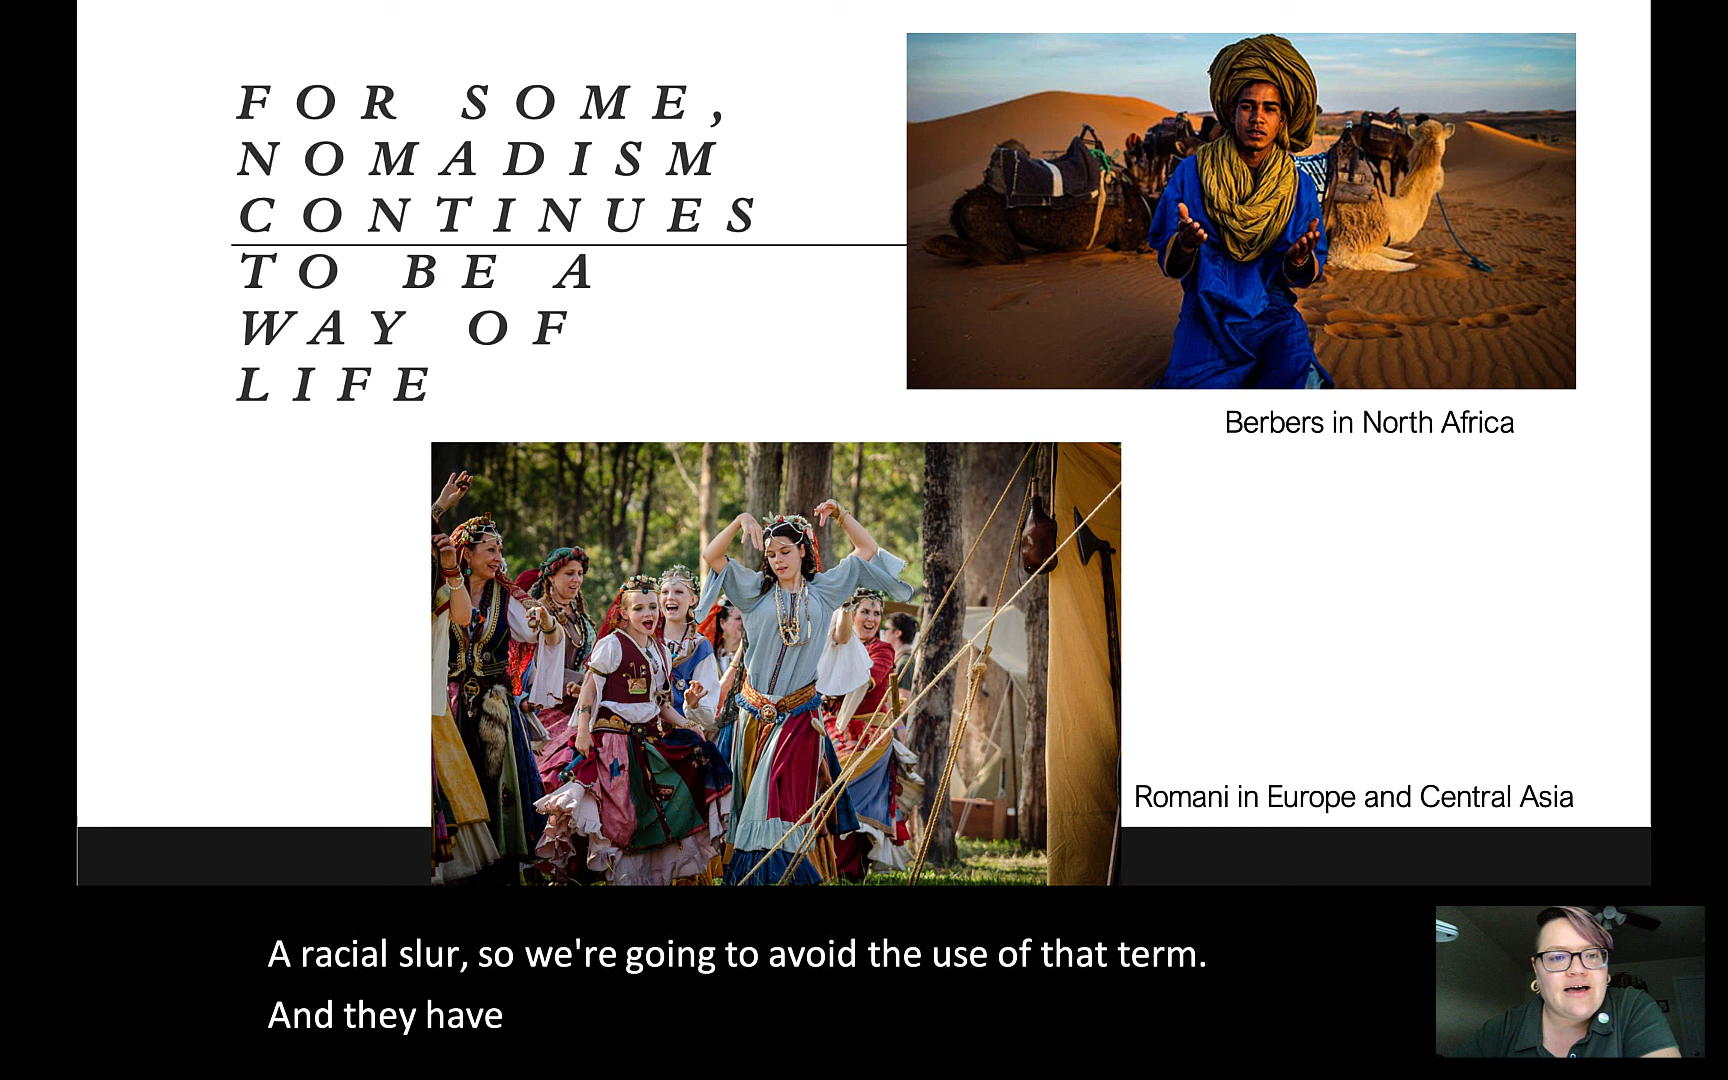 FOR SOME,
NOMADISM
CONTINUES
TO BE A
WAY OF
LIFE
Berbers in North Africa
Romani in Europe and Central Asia
A racial slur, so we're going to avoid the use of that term.
And they have